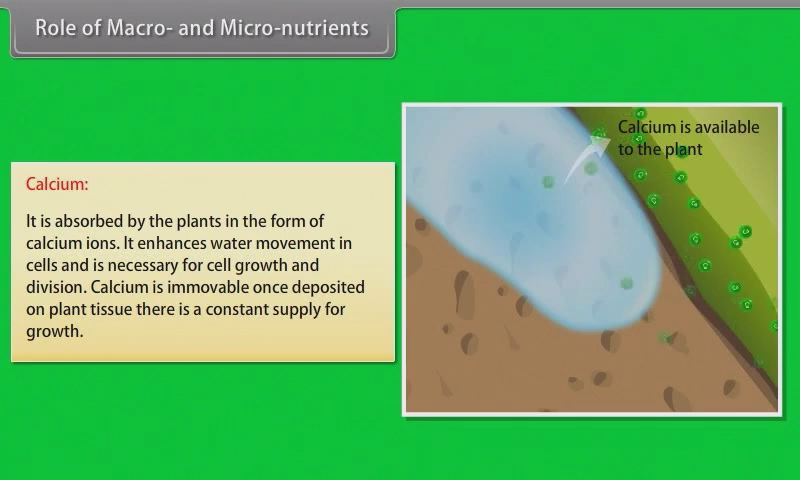 Role of Macro- and Micro-nutrients
Calcium is available
to the plant
Calcium:
It is absorbed by the plants in the form of
calcium ions. It enhances water movement in
cells and is necessary for cell growth and
division. Calcium is immovable once deposited
on plant tissue there is a constant supply for
growth.